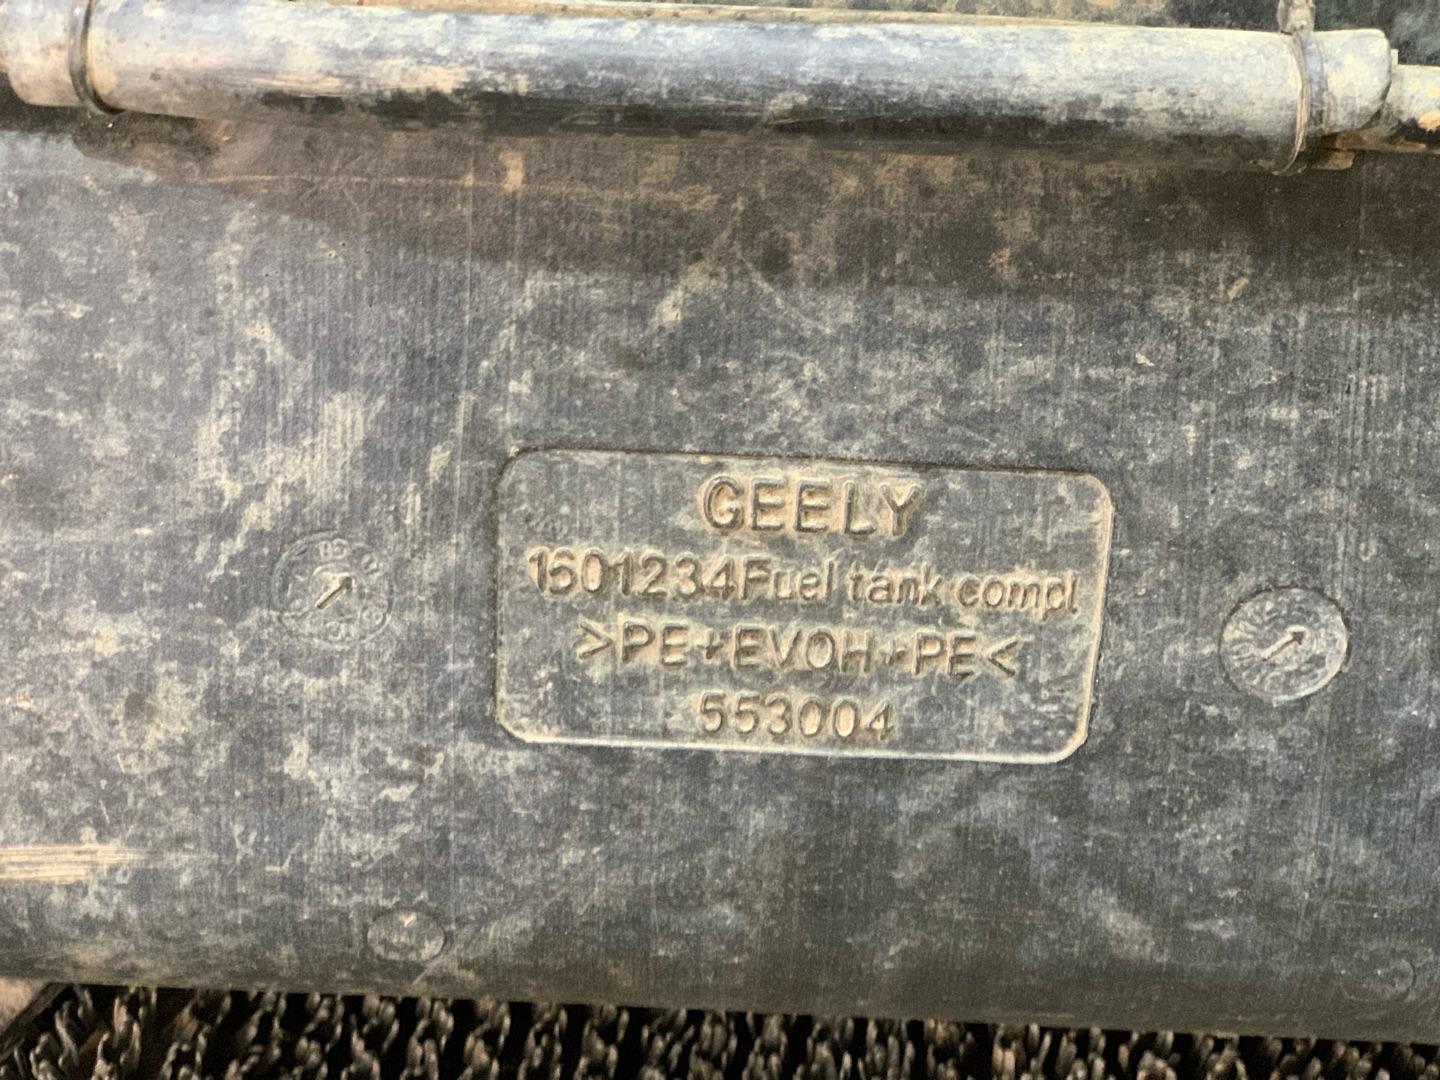 GEELY
1601234Fuel tank compl
>PE+EVOH+PE<
553004